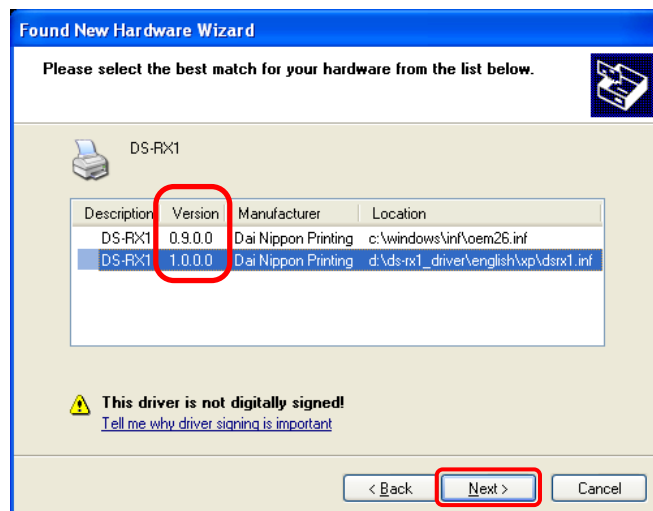 Found New Hardware Wizard
Please select the best match for your hardware from the list below.
DS-RX1
Description Version Manufacturer Location
DS-RX1 0.9.0.0 Dai Nippon Printing c:\windows\inf\oem26.inf
DS-RX1 1.0.0.0 Dai Nippon Printing d:\ds-rx1_driver\english\xp\dsrx1.inf
This driver is not digitally signed!
Tell me why driver signing is important
< Back Next > Cancel